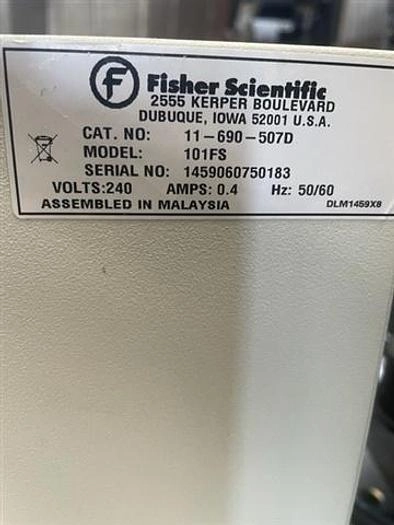 f Fisher Scientific
2555 KERPER BOULEVARD
DUBUQUE, IOWA 52001 U.S.A.
CAT. NO: 11-690-507D
MODEL: 101FS
SERIAL NO: 1459060750183
VOLTS:240 AMPS: 0.4 Hz: 50/60
ASSEMBLED IN MALAYSIA DLM1459X8